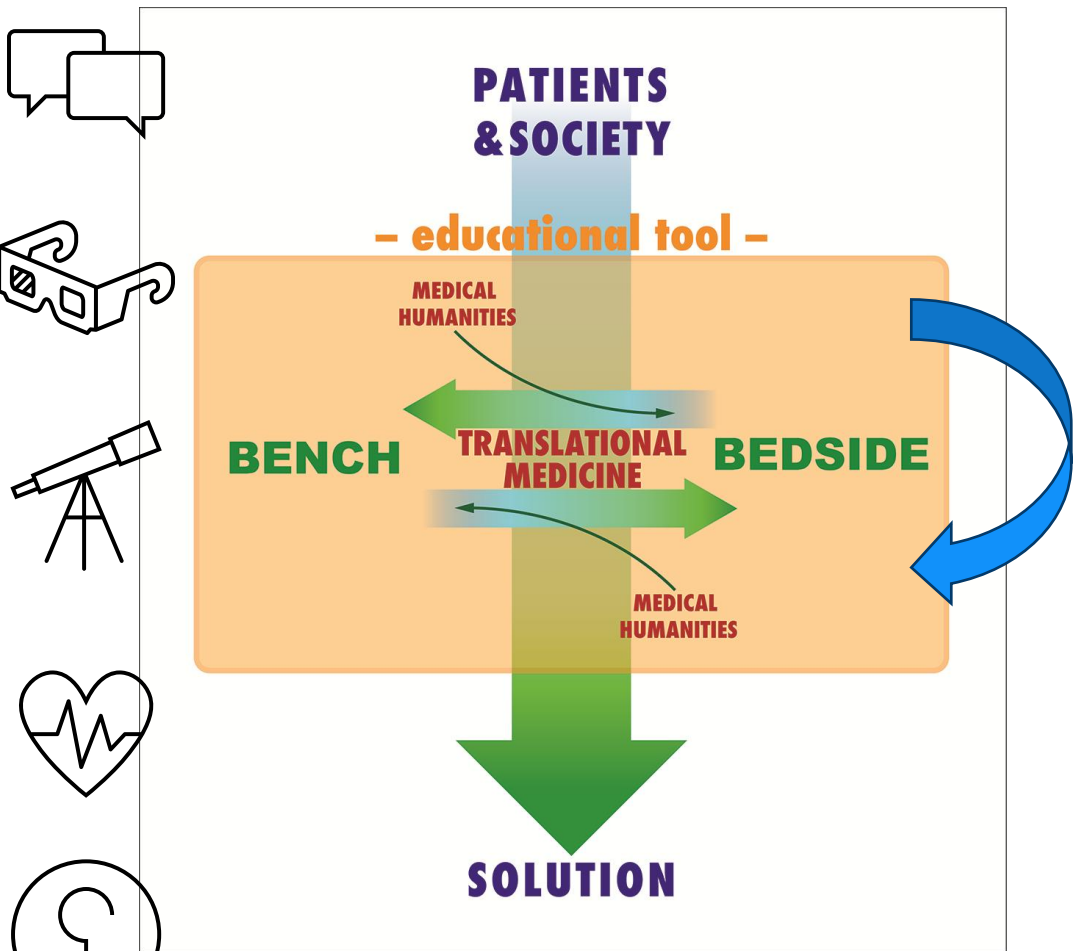 PATIENTS
&SOCIETY
– educational tool –
MEDICAL
HUMANITIES
BENCH
TRANSLATIONAL
MEDICINE
BEDSIDE
MEDICAL
HUMANITIES
SOLUTION